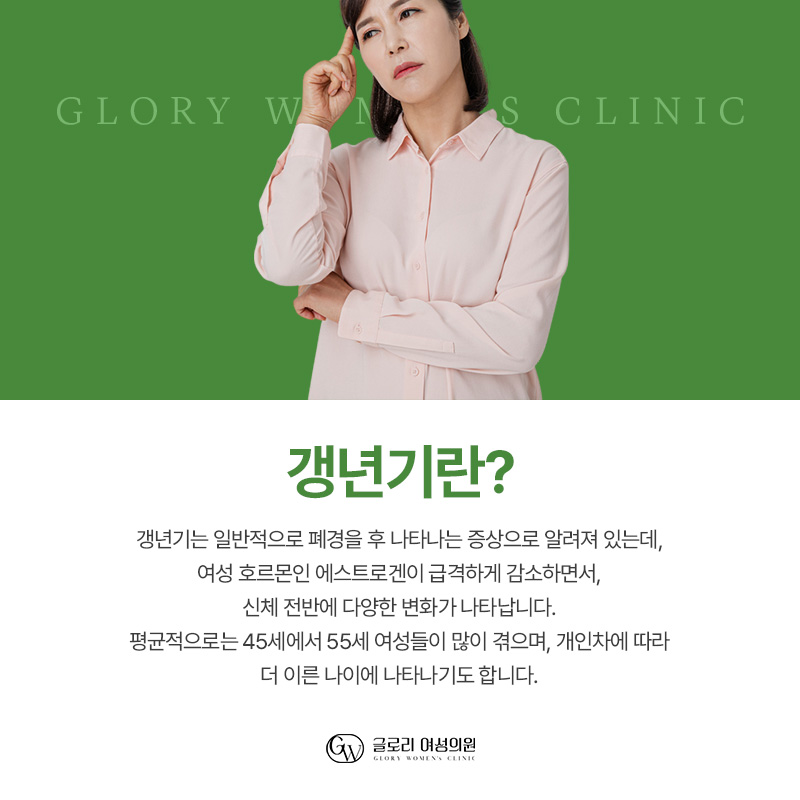 GLORY W M S CLINIC
갱년기란?
갱년기는 일반적으로 폐경을 후 나타나는 증상으로 알려져 있는데,
여성 호르몬인 에스트로겐이 급격하게 감소하면서,
신체 전반에 다양한 변화가 나타납니다.
평균적으로는 45세에서 55세 여성들이 많이 겪으며, 개인차에 따라
더 이른 나이에 나타나기도 합니다.
GW 글로리 여성의원
GLORY WOMEN's CLINIC